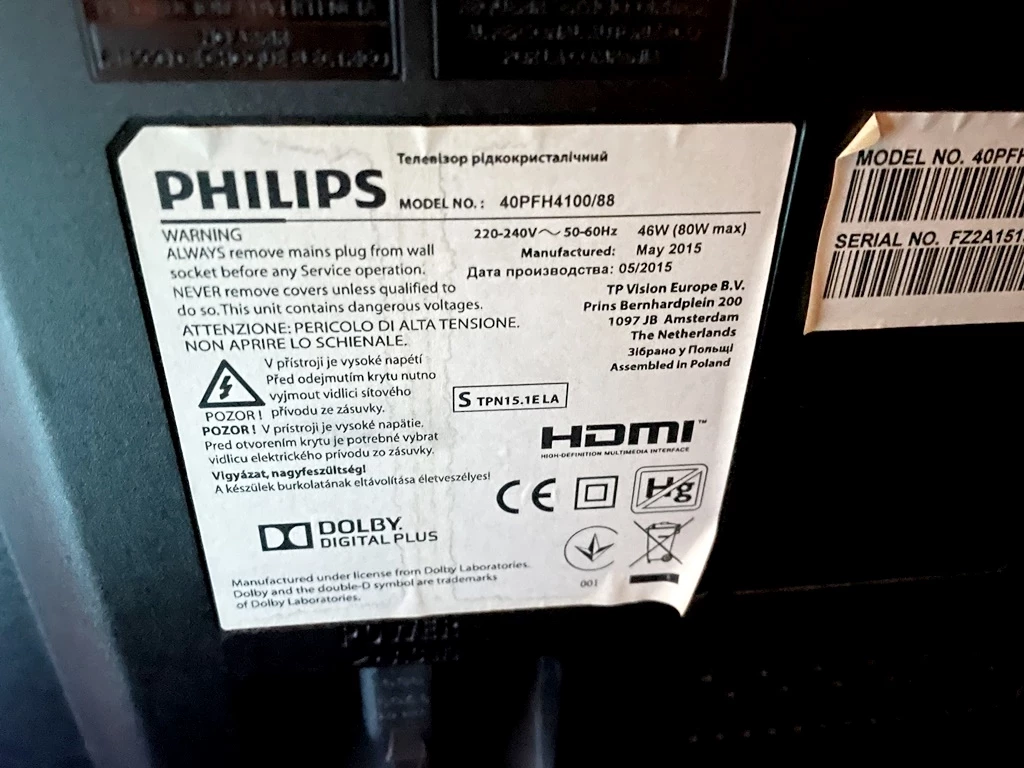 NO ABRIR
PHILIPS
Телевізор рідкокристалічний
MODEL NO.: 40PFH4100/88
WARNING
ALWAYS remove mains plug from wall
socket before any Service operation.
NEVER remove covers unless qualified to
do so.This unit contains dangerous voltages.
ATTENZIONE: PERICOLO DI ALTA TENSIONE.
NON APRIRE LO SCHIENALE.
220-240V~ 50-60Hz 46W (80W max)
Manufactured: May 2015
Дата производства: 05/2015
TP Vision Europe B.V.
Prins Bernhardplein 200
1097 JB Amsterdam
The Netherlands
Зібрано у Польщі
Assembled in Poland
V přístroji je vysoké napětí
Před odejmutím krytu nutno
vyjmout vidlici sítového
POZOR! přívodu ze zásuvky.
POZOR! V prístroji je vysoké napätie.
Pred otvorením krytu je potrebné vybrat
vidlicu elektrického prívodu zo zásuvky.
Vigyázat, nagyfeszültség!
A készülek burkolatának eltávolítása életveszélyes!
S TPN15.1E LA
HDMI™
HIGH-DEFINITION MULTIMEDIA INTERFACE
CE
Hg
DOLBY.
DIGITAL PLUS
001
Manufactured under license from Dolby Laboratories.
Dolby and the double-D symbol are trademarks
of Dolby Laboratories.
MODEL NO. 40PFH
SERIAL NO. FZ2A151
POWER